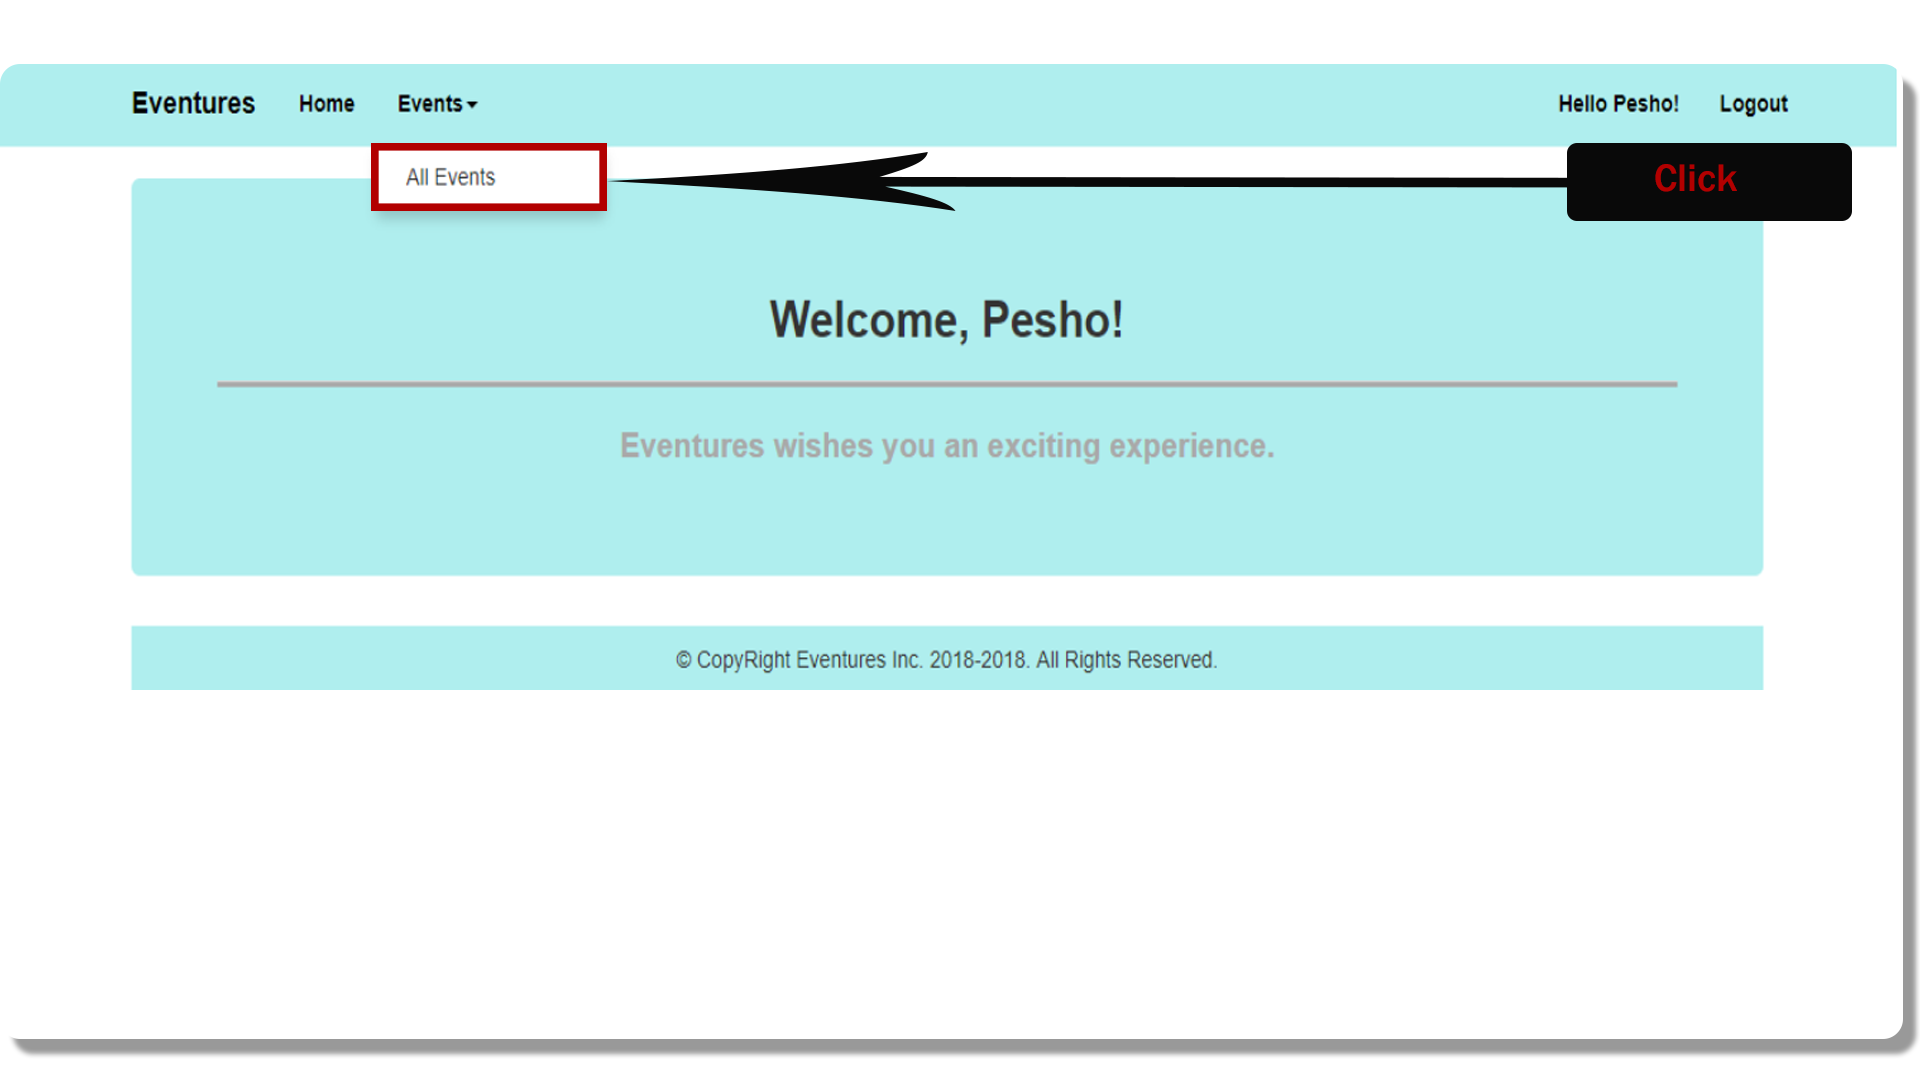 Eventures Home Events Hello Pesho! Logout
All Events
Click
Welcome, Pesho!
Eventures wishes you an exciting experience.
© CopyRight Eventures Inc. 2018-2018. All Rights Reserved.